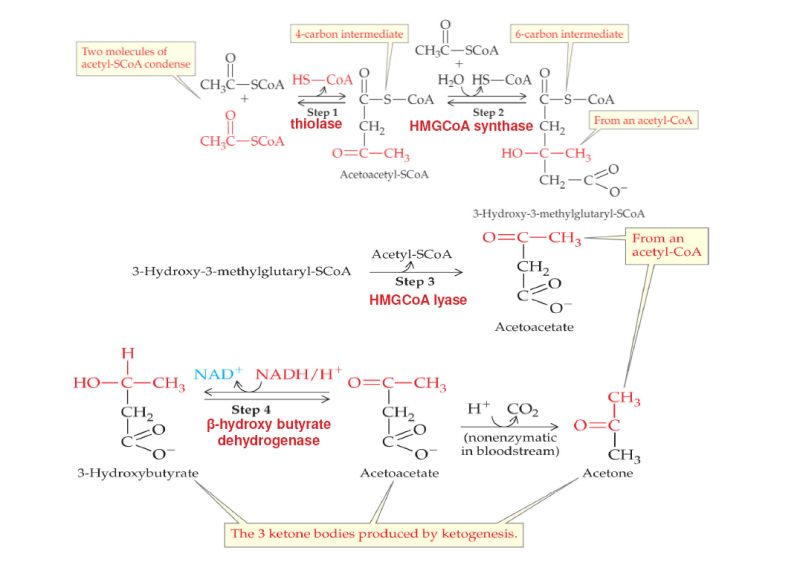 Two molecules of
acetyl-SCoA condense
4-carbon intermediate
6-carbon intermediate
O
CH₃C—SCoA
+
O
CH₃C—SCoA
+
O
CH₃C—SCoA
HS—CoA
Step 1
thiolase
O
C—S—CoA
CH₂
O=C—CH₃
Acetoacetyl-SCoA
H₂O HS—CoA
Step 2
HMGCoA synthase
O
C—S—CoA
CH₂
HO—C—CH₃
CH₂—C
O
O⁻
From an acetyl-CoA
3-Hydroxy-3-methylglutaryl-SCoA
3-Hydroxy-3-methylglutaryl-SCoA
Acetyl-SCoA
Step 3
HMGCoA lyase
O=C—CH₃
CH₂
C
O
O⁻
Acetoacetate
From an
acetyl-CoA
H
HO—C—CH₃
CH₂
C
O
O⁻
3-Hydroxybutyrate
NAD⁺ NADH/H⁺
Step 4
β-hydroxy butyrate
dehydrogenase
O=C—CH₃
CH₂
C
O
O⁻
Acetoacetate
H⁺ CO₂
(nonenzymatic
in bloodstream)
CH₃
O=C
CH₃
Acetone
The 3 ketone bodies produced by ketogenesis.